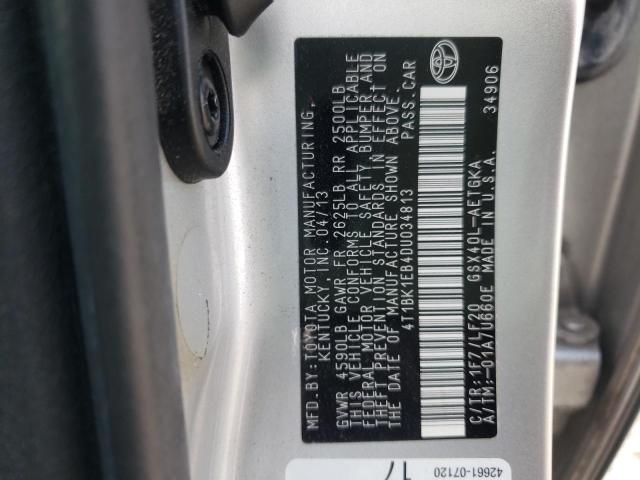 MFD.BY:TOYOTA MOTOR MANUFACTURING,
KENTUCKY, INC. 04/13
GVWR 4590LB GAWR FR 2625LB RR 2500LB
THIS VEHICLE CONFORMS TO ALL APPLICABLE
FEDERAL MOTOR VEHICLE SAFETY, BUMPER, AND
THEFT PREVENTION STANDARDS IN EFFECT ON
THE DATE OF MANUFACTURE SHOWN ABOVE.
4T1BK1EB4DU034813 PASS.CAR
C/TR:1F7/LF20 GSX40L-AETGKA
A/TM:-01A/U660E MADE IN U.S.A.
34906
42661-07120
17